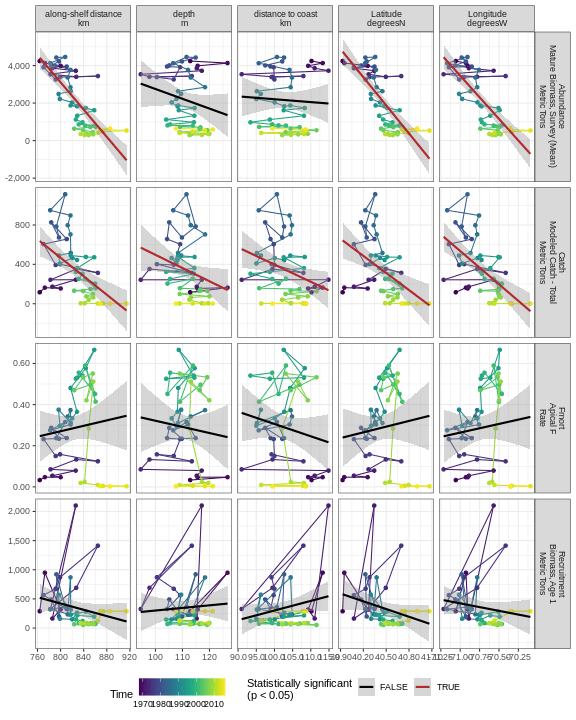 along-shelf distance
km
depth
m
distance to coast
km
Latitude
degreesN
Longitude
degreesW
4,000
2,000
0
-2,000
Abundance
Mature Biomass, Survey (Mean)
Metric Tons
800
400
0
Catch
Modeled Catch - Total
Metric Tons
0.60
0.40
0.20
0.00
Fmort
Apical F
Rate
2,000
1,500
1,000
500
0
Recruitment
Biomass, Age 1
Metric Tons
760 800 840 880 920
100 110 120
Time
1970 1980 1990 2000 2010
Statistically significant
(p < 0.05)
FALSE
TRUE